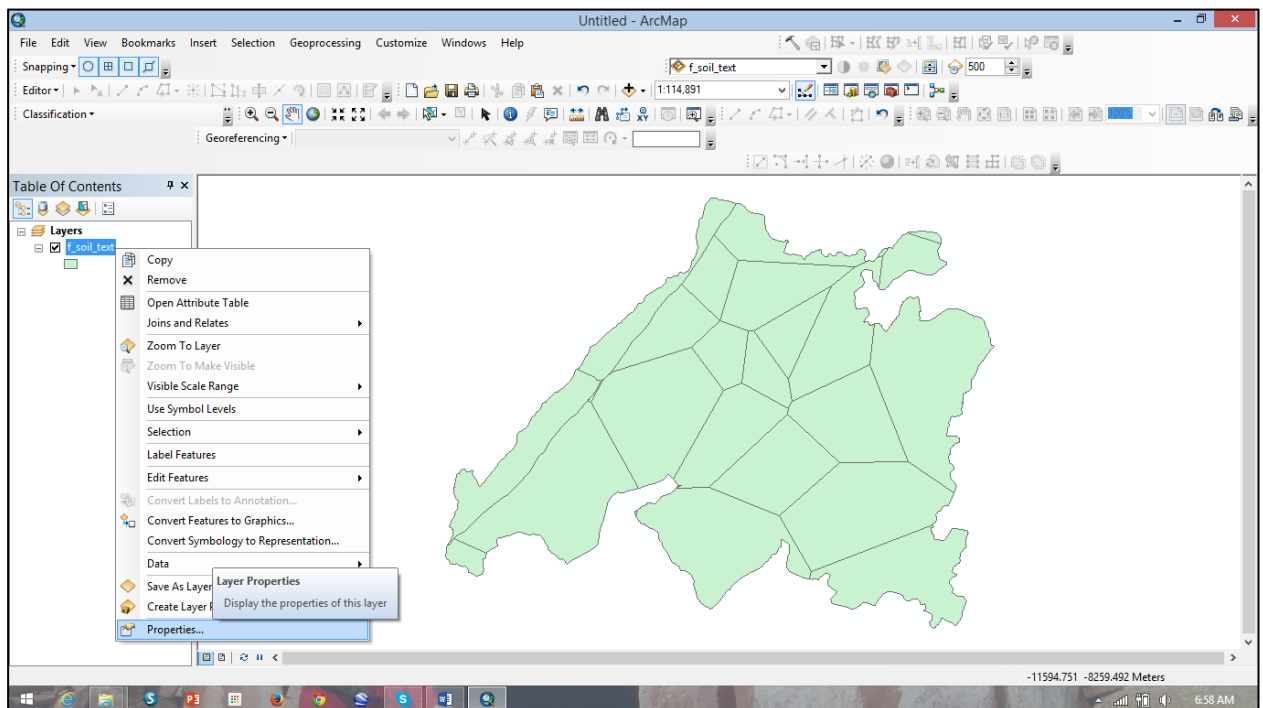 Untitled - ArcMap
File Edit View Bookmarks Insert Selection Geoprocessing Customize Windows Help
Snapping
f_soil_text
500
Editor
1:114,891
Classification
100%
Georeferencing
Table Of Contents
Layers
f_soil_text
Copy
Remove
Open Attribute Table
Joins and Relates
Zoom To Layer
Zoom To Make Visible
Visible Scale Range
Use Symbol Levels
Selection
Label Features
Edit Features
Convert Labels to Annotation...
Convert Features to Graphics...
Convert Symbology to Representation...
Data
Save As Layer
Layer Properties
Create Layer
Display the properties of this layer
Properties...
-11594.751 -8259.492 Meters
6:58 AM